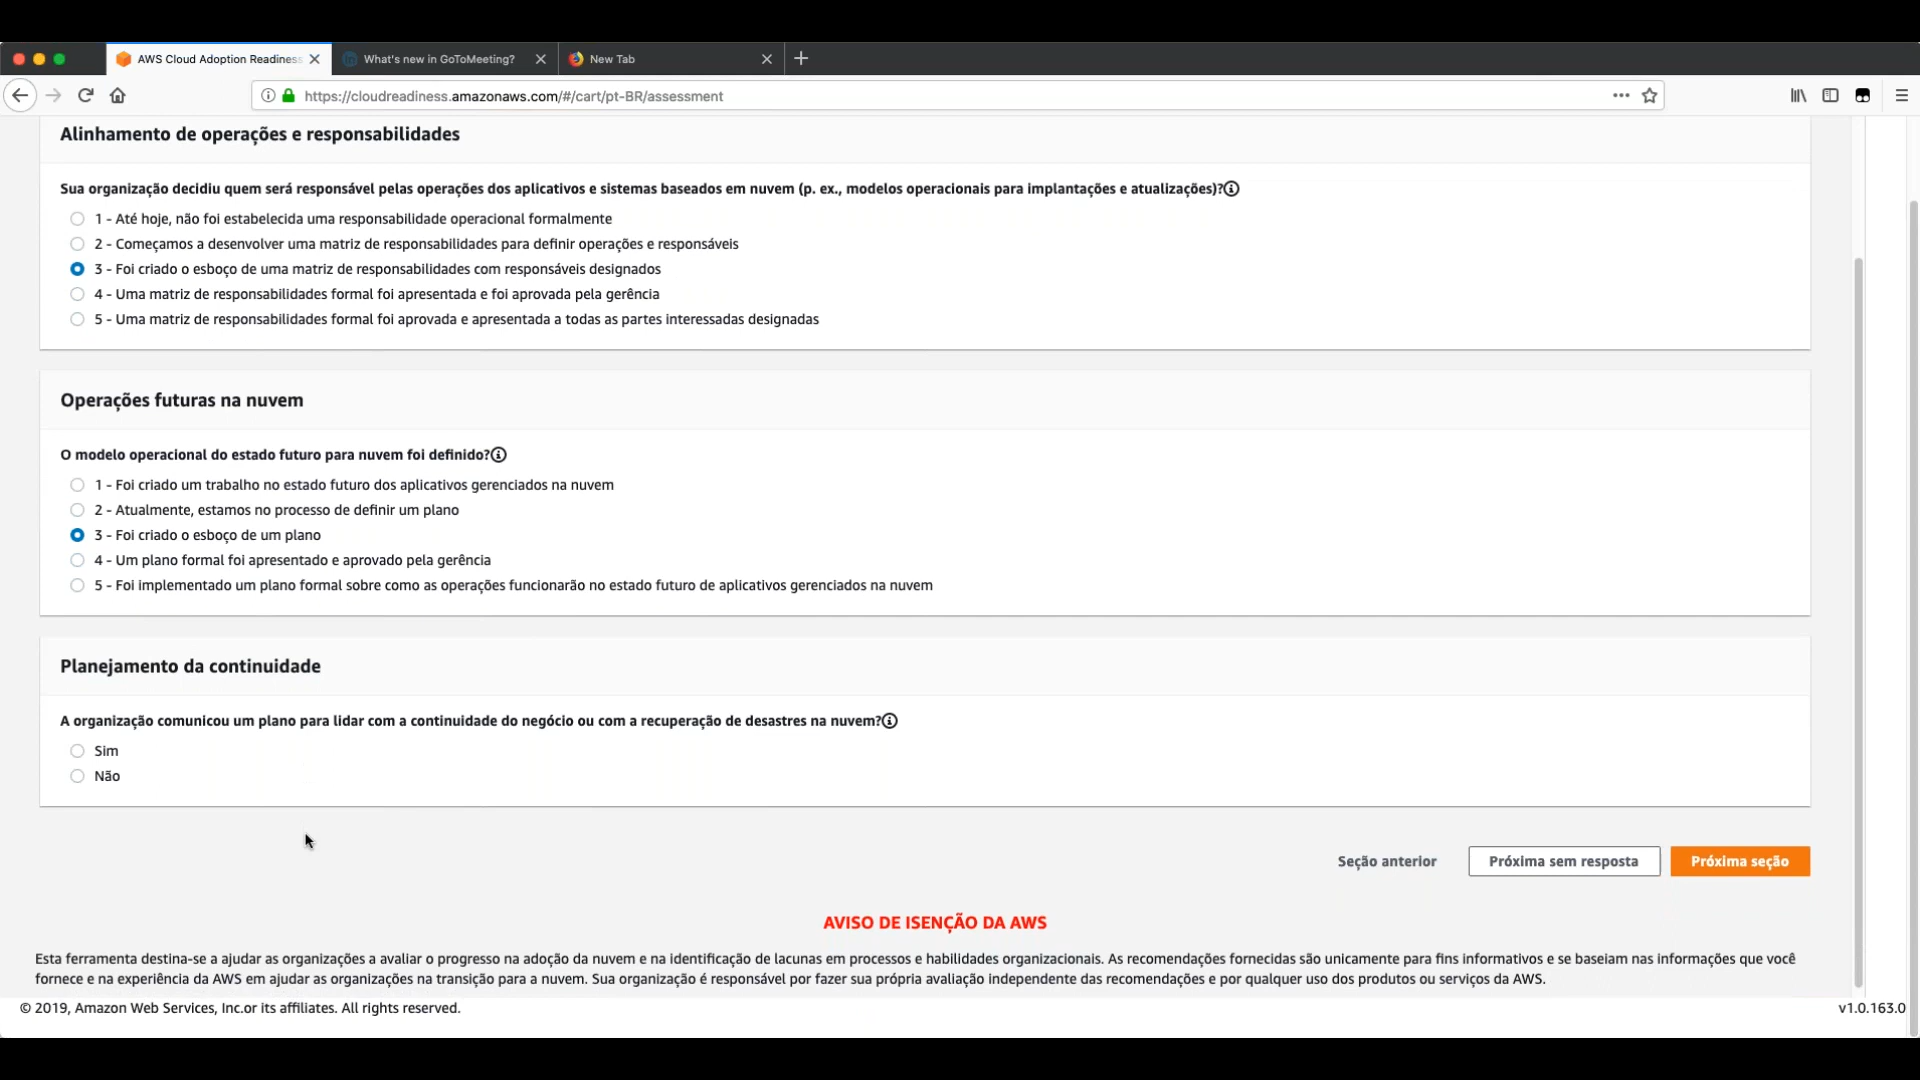 AWS Cloud Adoption Readiness
What's new in GoToMeeting?
New Tab
https://cloudreadiness.amazonaws.com/#/cart/pt-BR/assessment
Alinhamento de operações e responsabilidades
Sua organização decidiu quem será responsável pelas operações dos aplicativos e sistemas baseados em nuvem (p. ex., modelos operacionais para implantações e atualizações)?
1 - Até hoje, não foi estabelecida uma responsabilidade operacional formalmente
2 - Começamos a desenvolver uma matriz de responsabilidades para definir operações e responsáveis
3 - Foi criado o esboço de uma matriz de responsabilidades com responsáveis designados
4 - Uma matriz de responsabilidades formal foi apresentada e foi aprovada pela gerência
5 - Uma matriz de responsabilidades formal foi aprovada e apresentada a todas as partes interessadas designadas
Operações futuras na nuvem
O modelo operacional do estado futuro para nuvem foi definido?
1 - Foi criado um trabalho no estado futuro dos aplicativos gerenciados na nuvem
2 - Atualmente, estamos no processo de definir um plano
3 - Foi criado o esboço de um plano
4 - Um plano formal foi apresentado e aprovado pela gerência
5 - Foi implementado um plano formal sobre como as operações funcionarão no estado futuro de aplicativos gerenciados na nuvem
Planejamento da continuidade
A organização comunicou um plano para lidar com a continuidade do negócio ou com a recuperação de desastres na nuvem?
Sim
Não
Seção anterior
Próxima sem resposta
Próxima seção
AVISO DE ISENÇÃO DA AWS
Esta ferramenta destina-se a ajudar as organizações a avaliar o progresso na adoção da nuvem e na identificação de lacunas em processos e habilidades organizacionais. As recomendações fornecidas são unicamente para fins informativos e se baseiam nas informações que você
fornece e na experiência da AWS em ajudar as organizações na transição para a nuvem. Sua organização é responsável por fazer sua própria avaliação independente das recomendações e por qualquer uso dos produtos ou serviços da AWS.
© 2019, Amazon Web Services, Inc.or its affiliates. All rights reserved.
v1.0.163.0